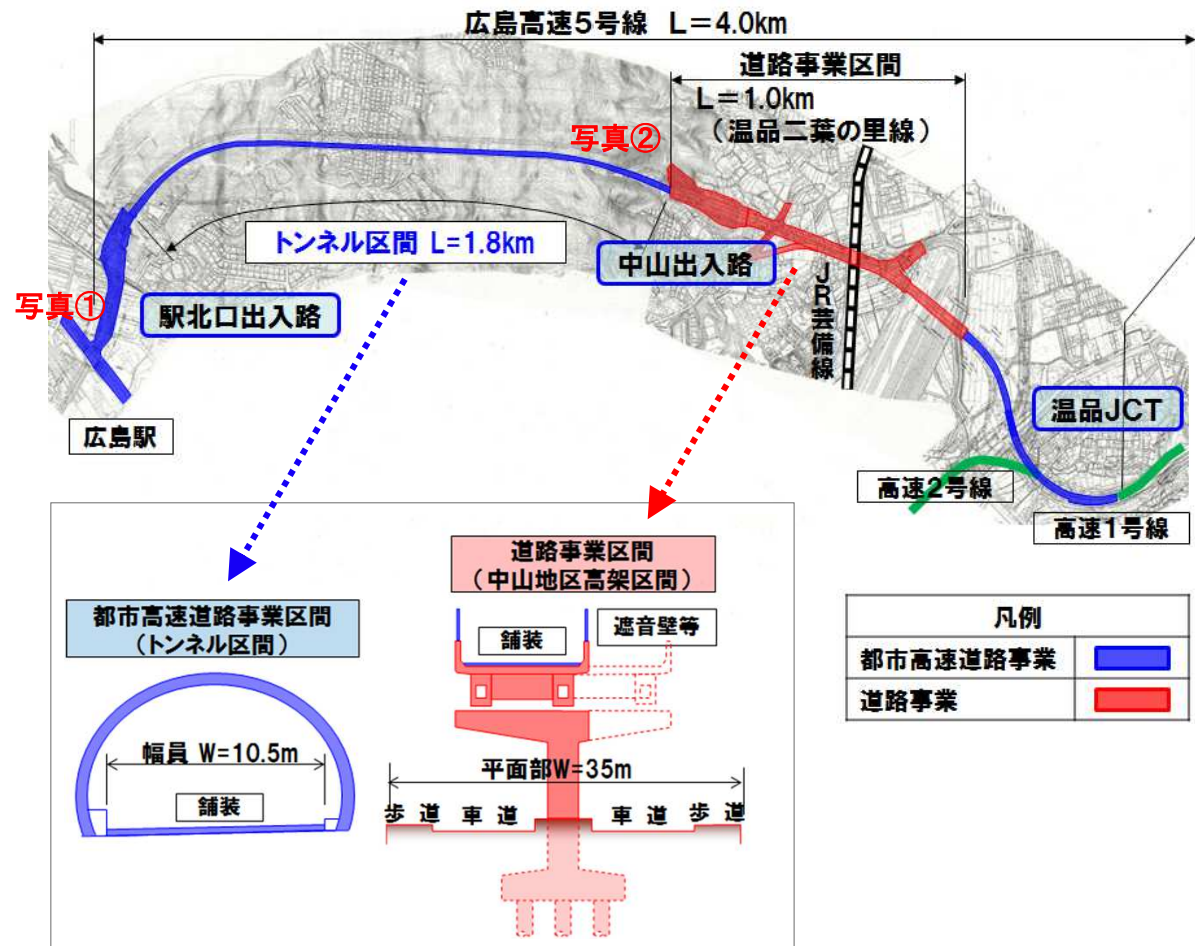 広島高速5号線 L=4.0km
道路事業区間
L=1.0km
(温品二葉の里線)
写真②
トンネル区間 L=1.8km
中山出入路
JR芸備線
写真①
駅北口出入路
広島駅
温品JCT
高速2号線
高速1号線
都市高速道路事業区間
(トンネル区間)
幅員 W=10.5m
舗装
道路事業区間
(中山地区高架区間)
舗装
遮音壁等
平面部W=35m
歩道 車道 車道 歩道
凡例
都市高速道路事業
道路事業